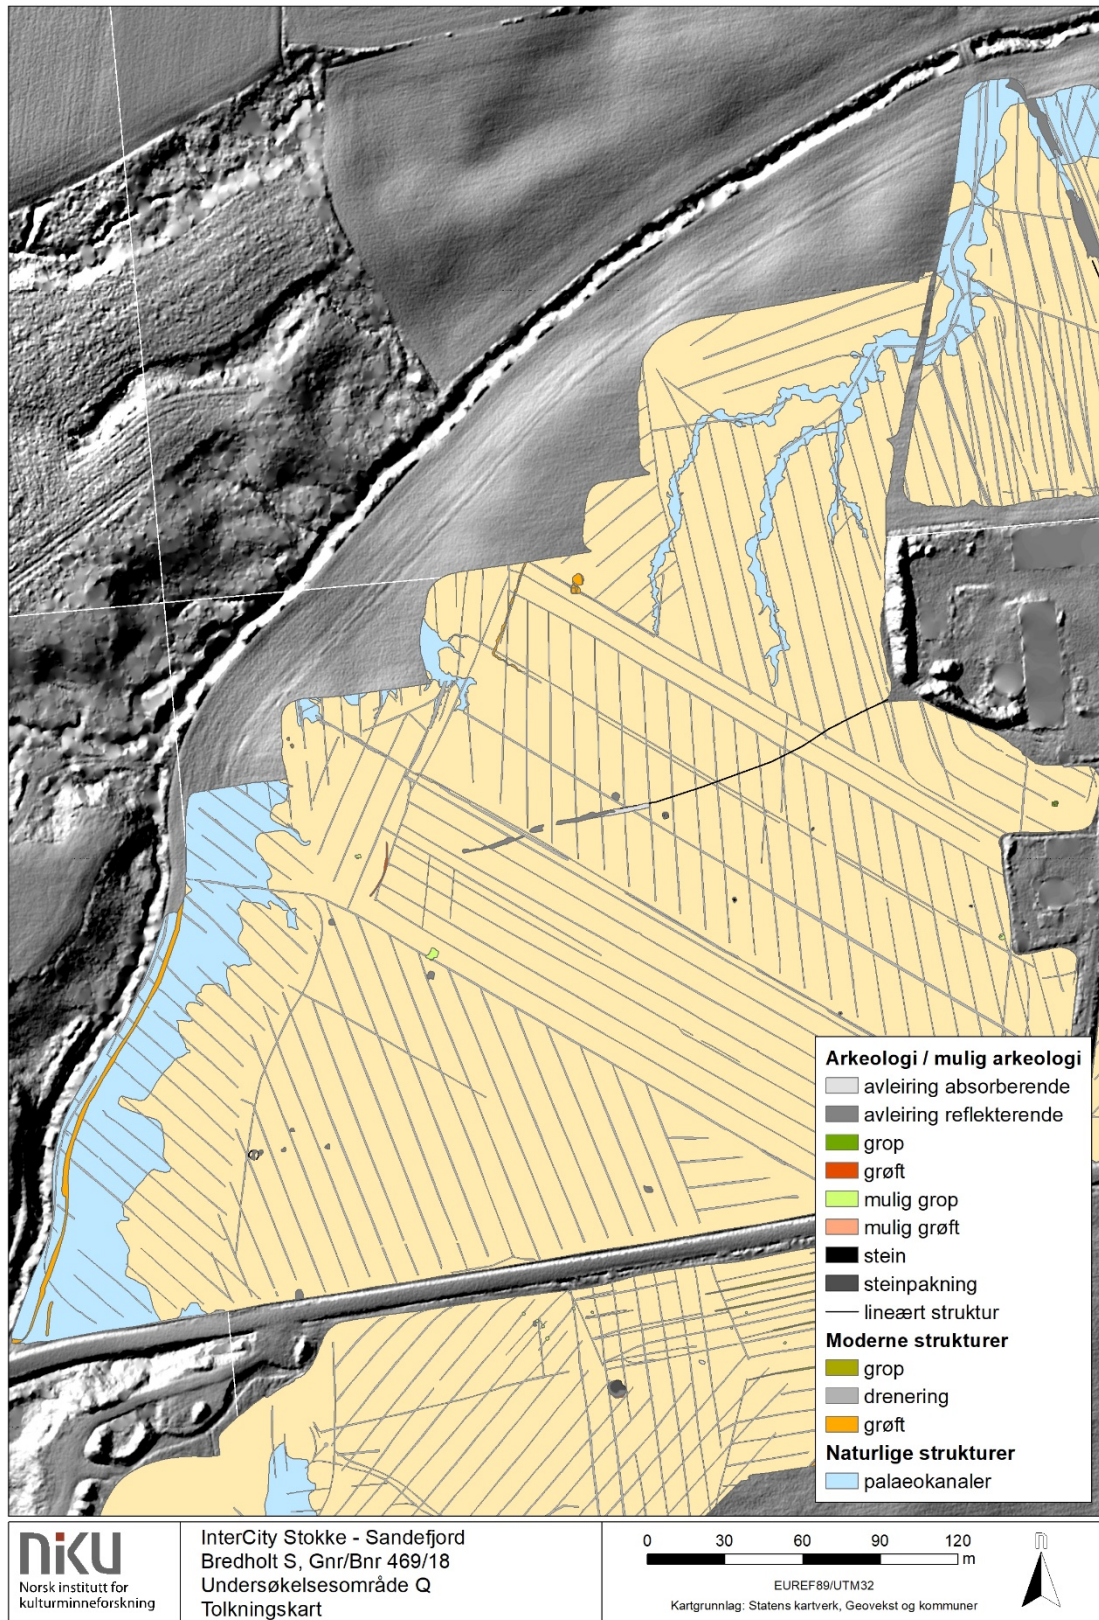 Arkeologi / mulig arkeologi
avleiring absorberende
avleiring reflekterende
grop
grøft
mulig grop
mulig grøft
stein
steinpakning
lineært struktur
Moderne strukturer
grop
drenering
grøft
Naturlige strukturer
palaeokanaler
niku
Norsk institutt for
kulturminneforskning
InterCity Stokke - Sandefjord
Bredholt S, Gnr/Bnr 469/18
Undersøkelsesområde Q
Tolkningskart
0 30 60 90 120
m
EUREF89/UTM32
Kartgrunnlag: Statens kartverk, Geovekst og kommuner
n